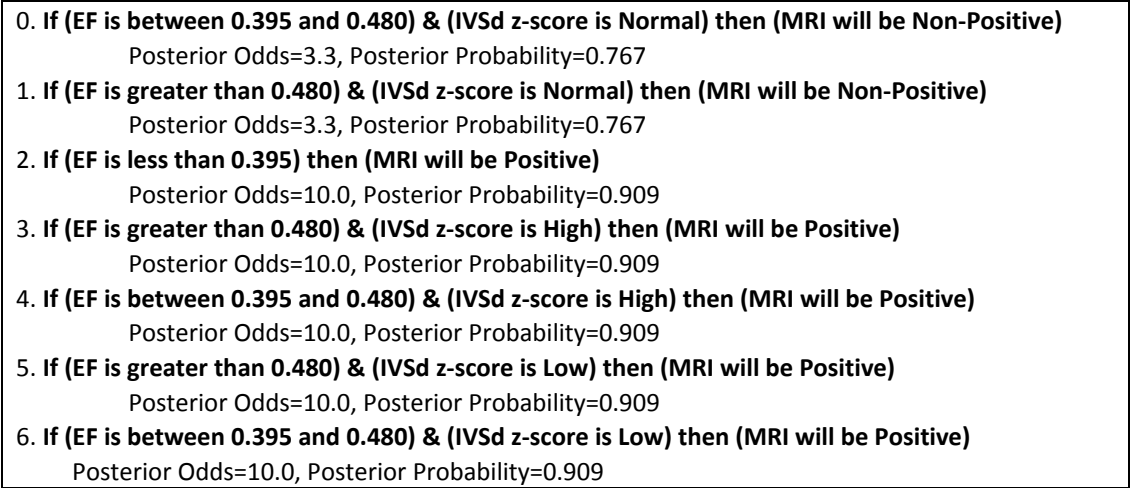 0. If (EF is between 0.395 and 0.480) & (IVSd z-score is Normal) then (MRI will be Non-Positive)
Posterior Odds=3.3, Posterior Probability=0.767
1. If (EF is greater than 0.480) & (IVSd z-score is Normal) then (MRI will be Non-Positive)
Posterior Odds=3.3, Posterior Probability=0.767
2. If (EF is less than 0.395) then (MRI will be Positive)
Posterior Odds=10.0, Posterior Probability=0.909
3. If (EF is greater than 0.480) & (IVSd z-score is High) then (MRI will be Positive)
Posterior Odds=10.0, Posterior Probability=0.909
4. If (EF is between 0.395 and 0.480) & (IVSd z-score is High) then (MRI will be Positive)
Posterior Odds=10.0, Posterior Probability=0.909
5. If (EF is greater than 0.480) & (IVSd z-score is Low) then (MRI will be Positive)
Posterior Odds=10.0, Posterior Probability=0.909
6. If (EF is between 0.395 and 0.480) & (IVSd z-score is Low) then (MRI will be Positive)
Posterior Odds=10.0, Posterior Probability=0.909